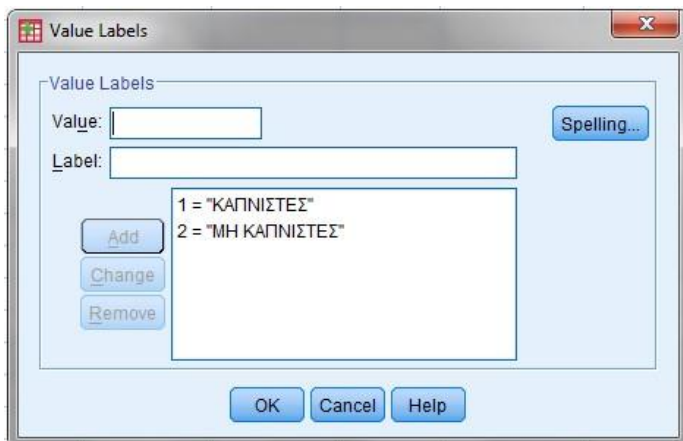 Value Labels
Value Labels
Value:
Spelling...
Label:
1 = "ΚΑΠΝΙΣΤΕΣ"
2 = "ΜΗ ΚΑΠΝΙΣΤΕΣ"
Add
Change
Remove
OK Cancel Help